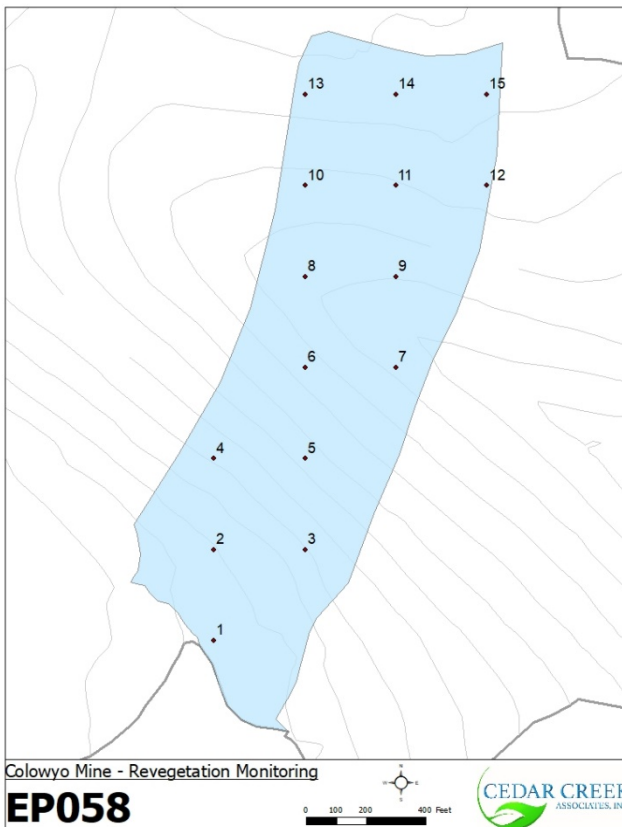 13 14 15
10 11 12
8 9
6 7
4 5
2 3
1
Colowyo Mine - Revegetation Monitoring
EP058
N
W E
S
0 100 200 400 Feet
CEDAR CREEK
ASSOCIATES, IN